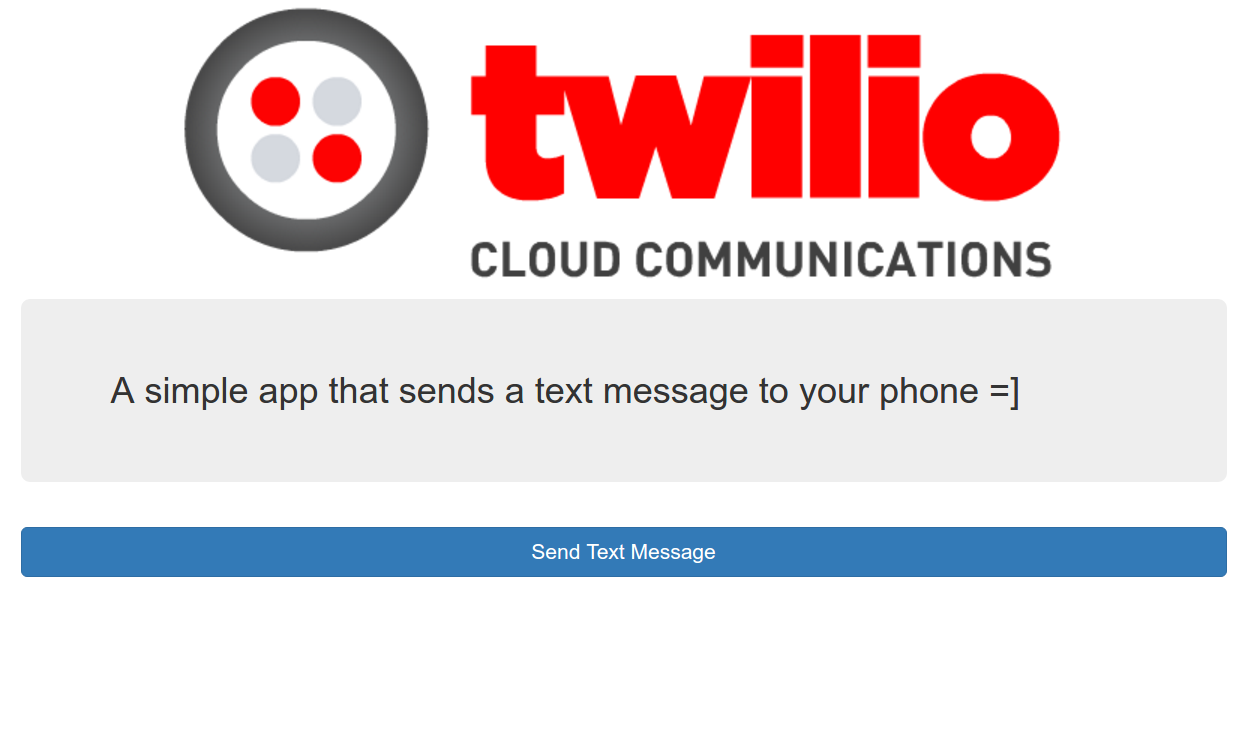 twilio
CLOUD COMMUNICATIONS
A simple app that sends a text message to your phone =]
Send Text Message